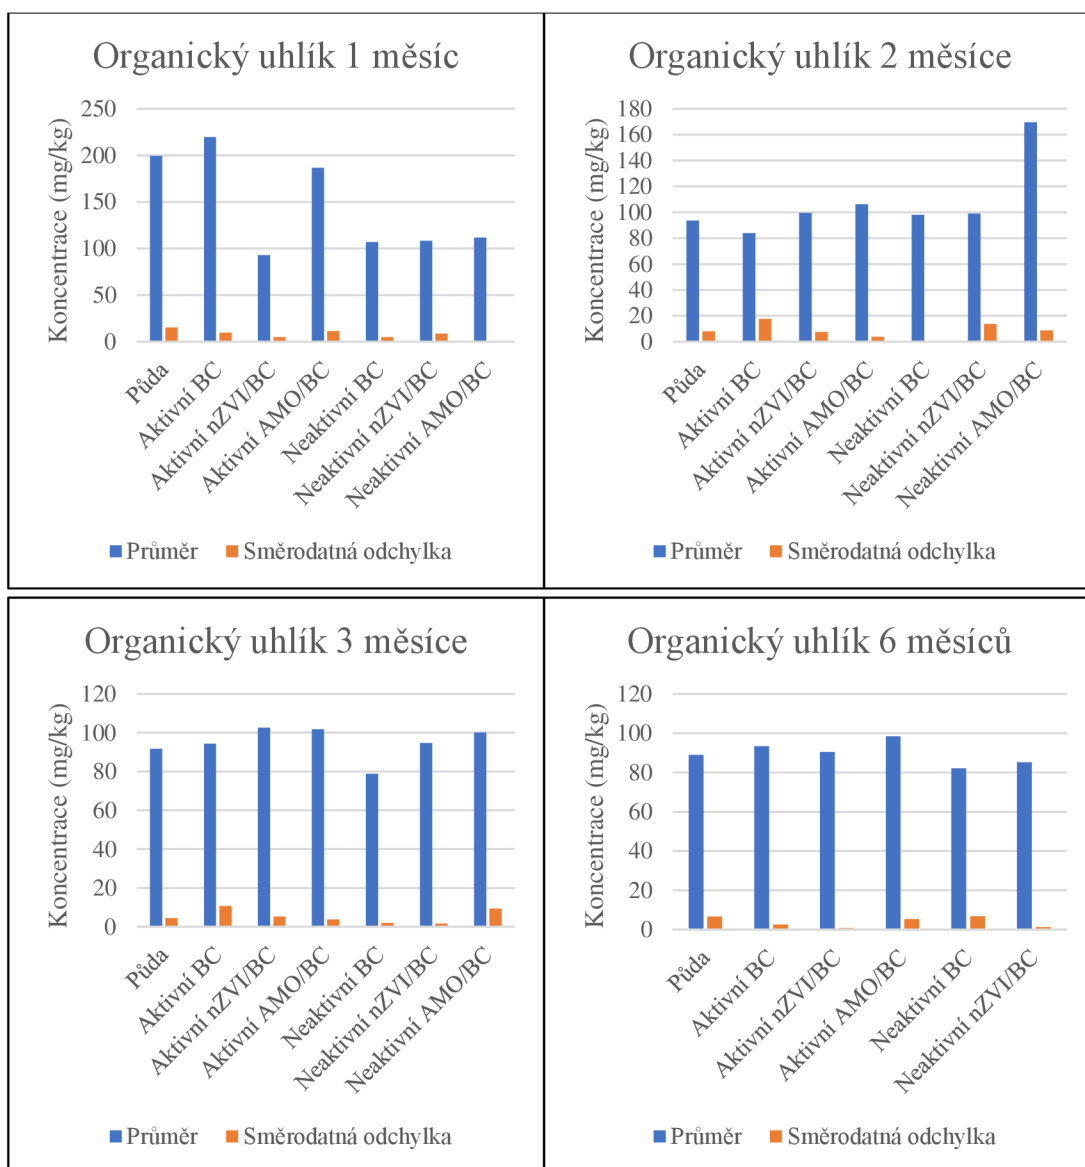 Organický uhlík 1 měsíc
Koncentrace (mg/kg)
250
200
150
100
50
0
Půda
Aktivní BC
Aktivní nZVI/BC
Aktivní AMO/BC
Neaktivní BC
Neaktivní nZVI/BC
Neaktivní AMO/BC
Průměr
Směrodatná odchylka
Organický uhlík 2 měsíce
Koncentrace (mg/kg)
180
160
140
120
100
80
60
40
20
0
Půda
Aktivní BC
Aktivní nZVI/BC
Aktivní AMO/BC
Neaktivní BC
Neaktivní nZVI/BC
Neaktivní AMO/BC
Průměr
Směrodatná odchylka
Organický uhlík 3 měsíce
Koncentrace (mg/kg)
120
100
80
60
40
20
0
Půda
Aktivní BC
Aktivní nZVI/BC
Aktivní AMO/BC
Neaktivní BC
Neaktivní nZVI/BC
Neaktivní AMO/BC
Průměr
Směrodatná odchylka
Organický uhlík 6 měsíců
Koncentrace (mg/kg)
120
100
80
60
40
20
0
Půda
Aktivní BC
Aktivní nZVI/BC
Aktivní AMO/BC
Neaktivní BC
Neaktivní nZVI/BC
Průměr
Směrodatná odchylka